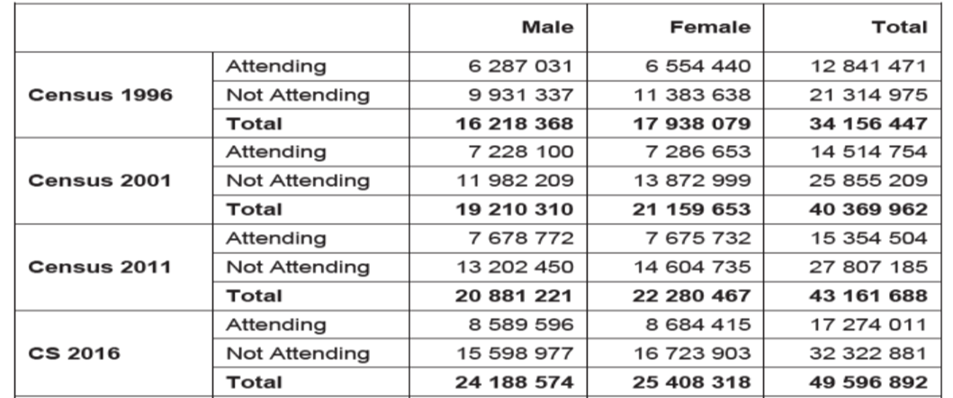 Male Female Total
Attending 6 287 031 6 554 440 12 841 471
Census 1996 Not Attending 9 931 337 11 383 638 21 314 975
Total 16 218 368 17 938 079 34 156 447
Attending 7 228 100 7 286 653 14 514 754
Census 2001 Not Attending 11 982 209 13 872 999 25 855 209
Total 19 210 310 21 159 653 40 369 962
Attending 7 678 772 7 675 732 15 354 504
Census 2011 Not Attending 13 202 450 14 604 735 27 807 185
Total 20 881 221 22 280 467 43 161 688
Attending 8 589 596 8 684 415 17 274 011
CS 2016 Not Attending 15 598 977 16 723 903 32 322 881
Total 24 188 574 25 408 318 49 596 892